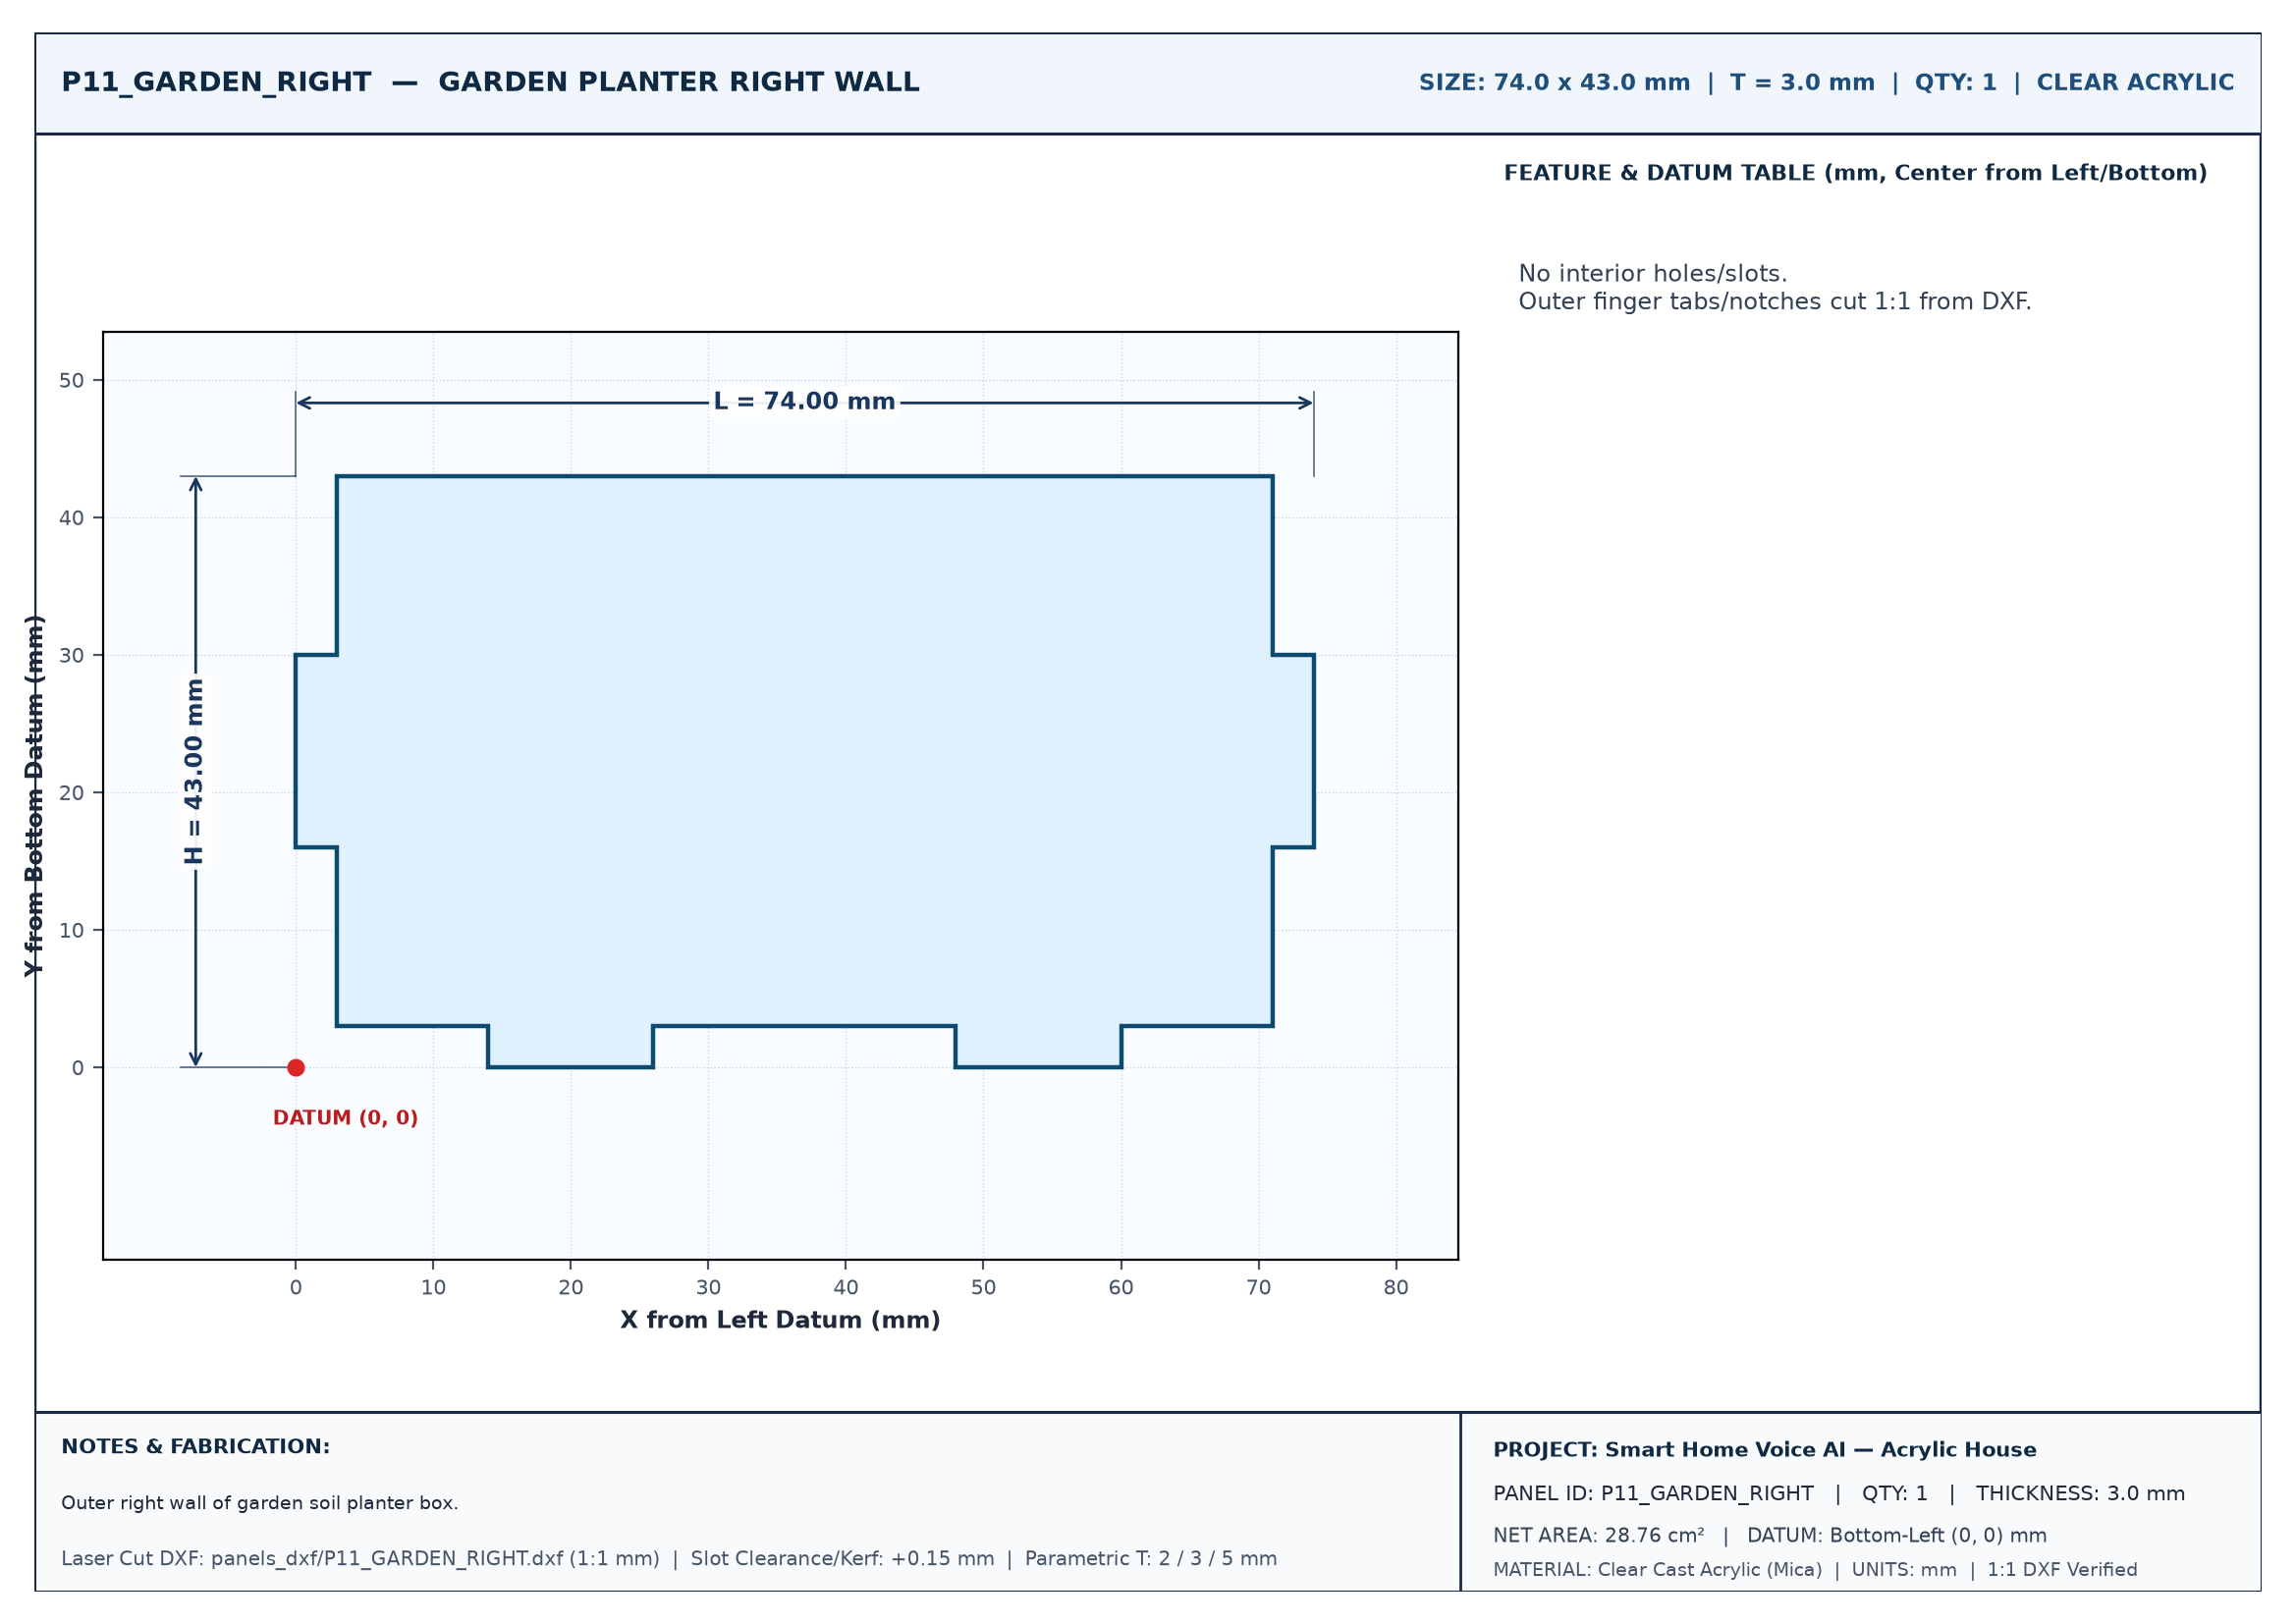 P11_GARDEN_RIGHT — GARDEN PLANTER RIGHT WALL
SIZE: 74.0 x 43.0 mm | T = 3.0 mm | QTY: 1 | CLEAR ACRYLIC
FEATURE & DATUM TABLE (mm, Center from Left/Bottom)
No interior holes/slots.
Outer finger tabs/notches cut 1:1 from DXF.
L = 74.00 mm
H = 43.00 mm
Y from Bottom Datum (mm)
50
40
30
20
10
0
DATUM (0, 0)
0 10 20 30 40 50 60 70 80
X from Left Datum (mm)
NOTES & FABRICATION:
Outer right wall of garden soil planter box.
Laser Cut DXF: panels_dxf/P11_GARDEN_RIGHT.dxf (1:1 mm) | Slot Clearance/Kerf: +0.15 mm | Parametric T: 2 / 3 / 5 mm
PROJECT: Smart Home Voice AI — Acrylic House
PANEL ID: P11_GARDEN_RIGHT | QTY: 1 | THICKNESS: 3.0 mm
NET AREA: 28.76 cm² | DATUM: Bottom-Left (0, 0) mm
MATERIAL: Clear Cast Acrylic (Mica) | UNITS: mm | 1:1 DXF Verified